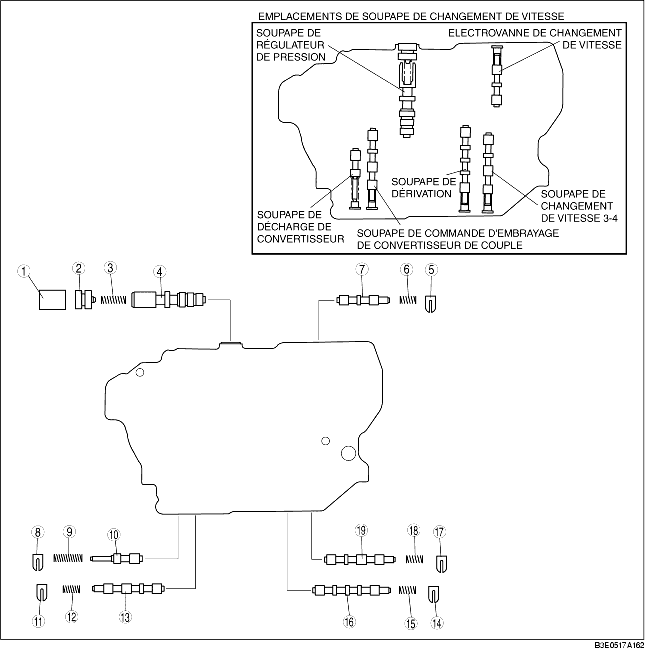 EMPLACEMENTS DE SOUPAPE DE CHANGEMENT DE VITESSE
SOUPAPE DE
RÉGULATEUR
DE PRESSION
ELECTROVANNE DE CHANGEMENT
DE VITESSE
SOUPAPE DE
DÉRIVATION
SOUPAPE DE
CHANGEMENT
DE VITESSE 3-4
SOUPAPE DE
DÉCHARGE DE
CONVERTISSEUR
SOUPAPE DE COMMANDE D'EMBRAYAGE
DE CONVERTISSEUR DE COUPLE
1
2
3
4
7
6
5
8
9
10
19
18
17
11
12
13
16
15
14
B3E0517A162